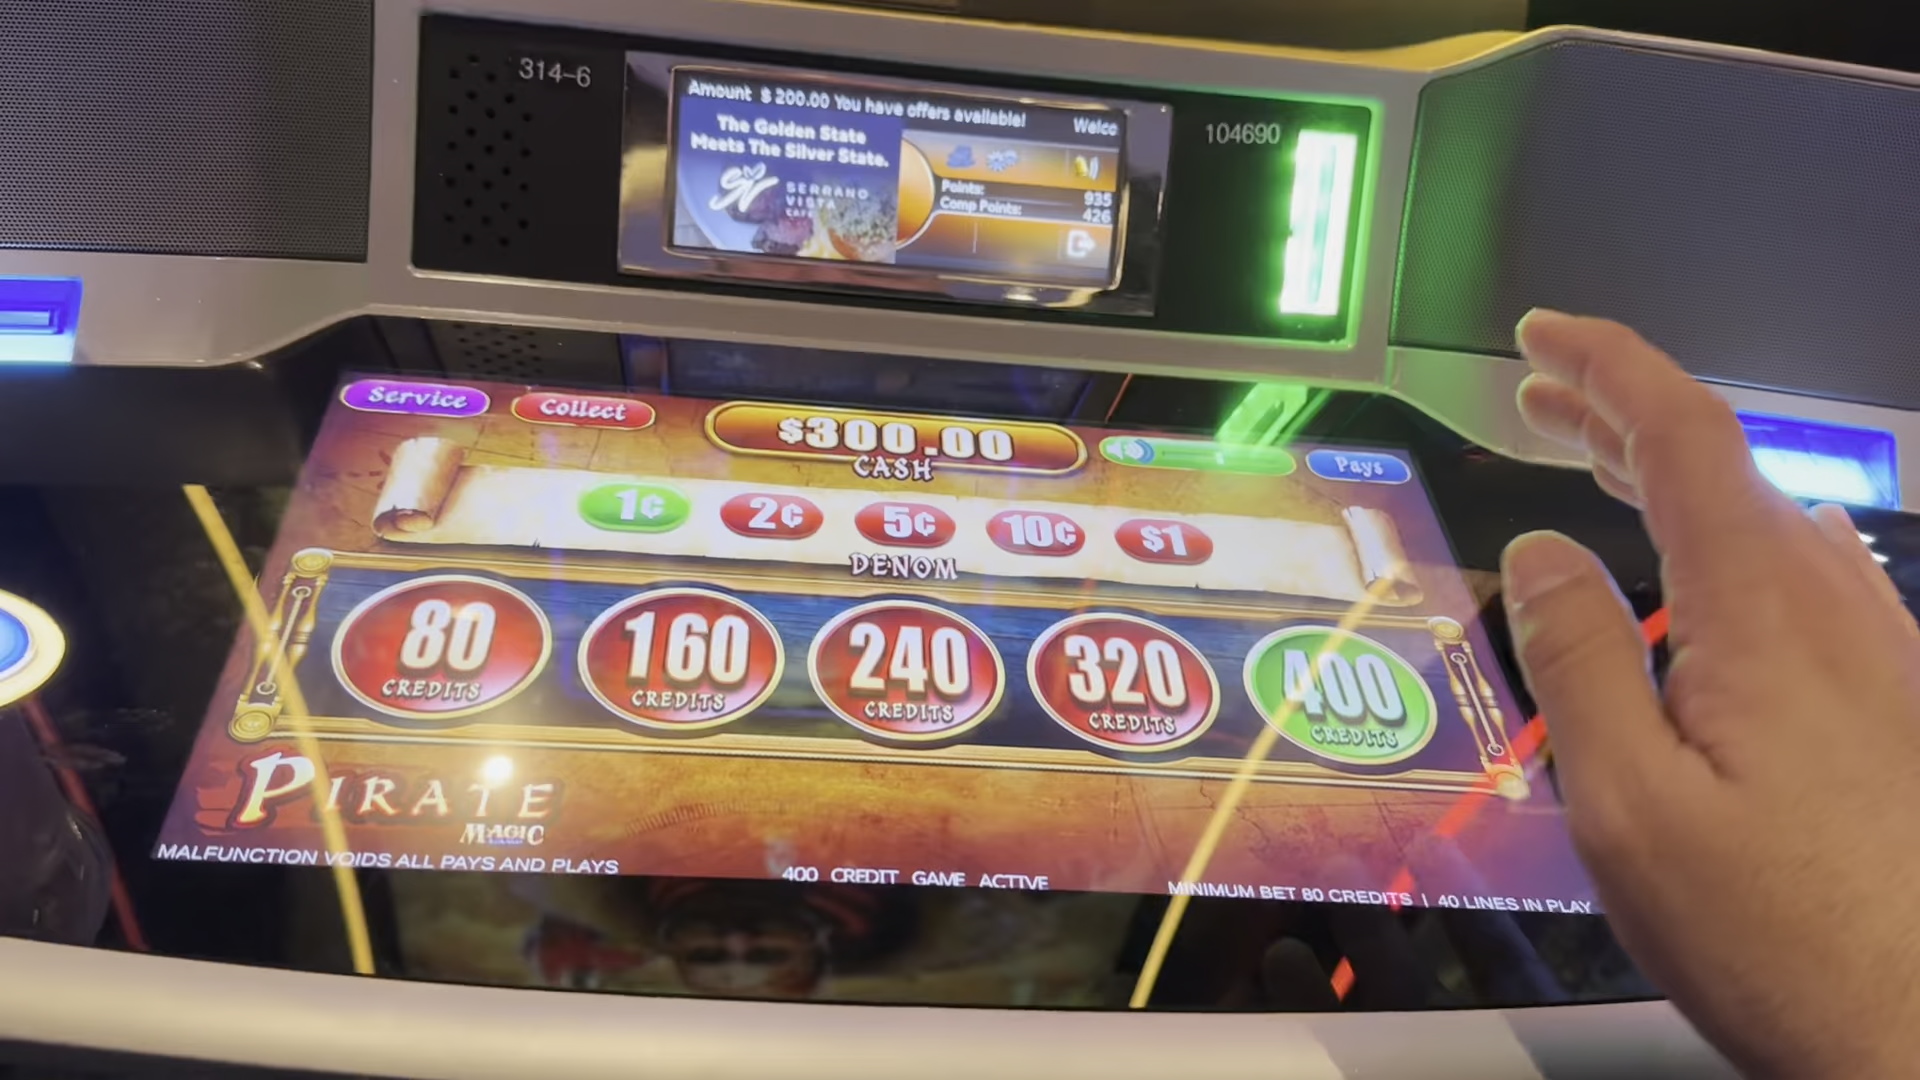 314-6
Amount $ 200.00 You have offers available!
Welco
The Golden State
Meets The Silver State.
SV
SERRANO
VISTA
CAFE
Points: 935
Comp Points: 426
104690
Service
Collect
$300.00
CASH
Pays
1¢ 2¢ 5¢ 10¢ $1
DENOM
80 CREDITS
160 CREDITS
240 CREDITS
320 CREDITS
400 CREDITS
PIRATE
MAGIC
MALFUNCTION VOIDS ALL PAYS AND PLAYS
400 CREDIT GAME ACTIVE
MINIMUM BET 80 CREDITS | 40 LINES IN PLAY